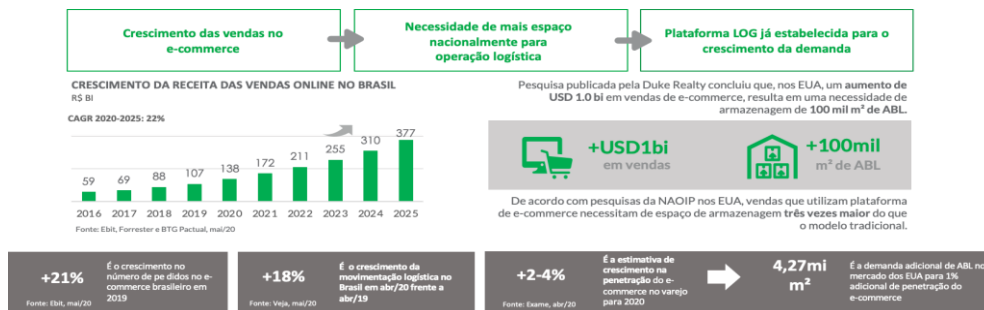 Crescimento das vendas no
e-commerce
Necessidade de mais espaço
nacionalmente para
operação logística
Plataforma LOG já estabelecida para o
crescimento da demanda
CRESCIMENTO DA RECEITA DAS VENDAS ONLINE NO BRASIL
R$ BI
CAGR 2020-2025: 22%
59 69 88 107 138 172 211 255 310 377
2016 2017 2018 2019 2020 2021 2022 2023 2024 2025
Fonte: Ebit, Forrester e BTG Pactual, mai/20
Pesquisa publicada pela Duke Realty concluiu que, nos EUA, um aumento de
USD 1.0 bi em vendas de e-commerce, resulta em uma necessidade de
armazenagem de 100 mil m² de ABL.
+USD1bi
em vendas
+100mil
m² de ABL
De acordo com pesquisas da NAOIP nos EUA, vendas que utilizam plataforma
de e-commerce necessitam de espaço de armazenagem três vezes maior do que
o modelo tradicional.
+21%
Fonte: Ebit, mai/20
É o crescimento no
número de pe didos no e-
commerce brasileiro em
2019
+18%
Fonte: Veja, mai/20
É o crescimento da
movimentação logística no
Brasil em abr/20 frente a
abr/19
+2-4%
Fonte: Exame, abr/20
É a estimativa de
crescimento na
penetração do e-
commerce no varejo
para 2020
4,27mi
m²
É a demanda adicional de ABL no
mercado dos EUA para 1%
adicional de penetração do
e-commerce